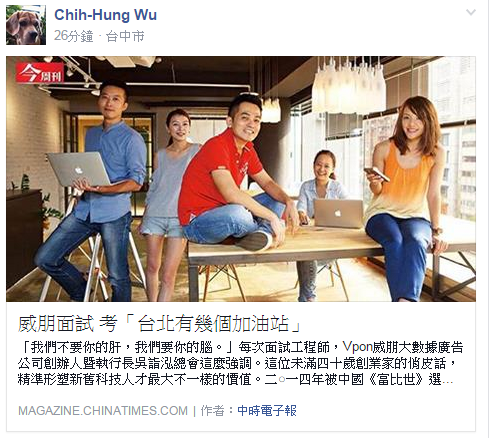 Chih-Hung Wu
26分鐘 · 台中市
今周刊
威朋面試 考「台北有幾個加油站」
「我們不要你的肝，我們要你的腦。」每次面試工程師，Vpon威朋大數據廣告
公司創辦人暨執行長吳詣泓總會這麼強調。這位未滿四十歲創業家的俏皮話，
精準形塑新舊科技人才最大不一樣的價值。二○一四年被中國《富比世》選...
MAGAZINE.CHINATIMES.COM | 作者：中時電子報